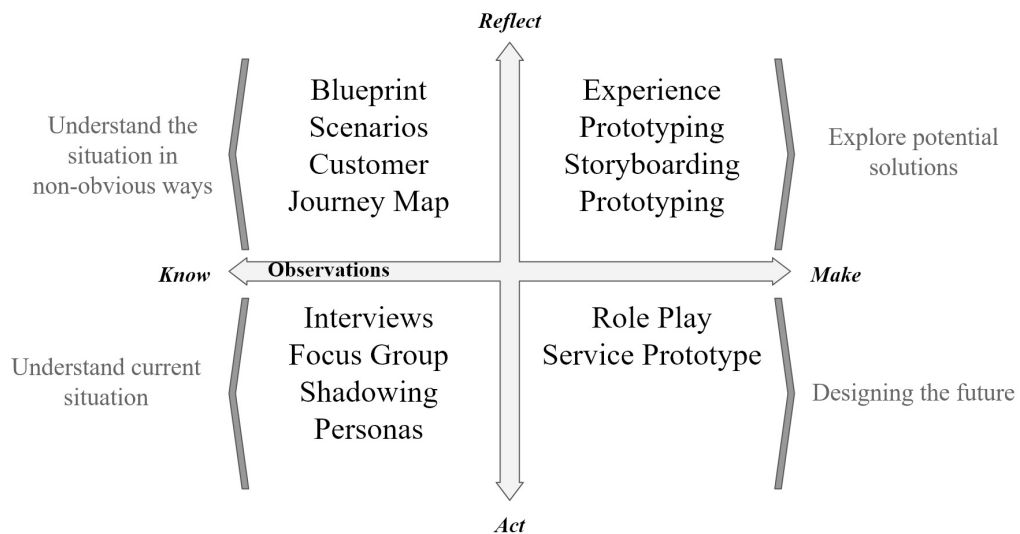 Reflect
Understand the
situation in
non-obvious ways
Blueprint
Scenarios
Customer
Journey Map
Experience
Prototyping
Storyboarding
Prototyping
Explore potential
solutions
Know
Observations
Make
Understand current
situation
Interviews
Focus Group
Shadowing
Personas
Role Play
Service Prototype
Designing the future
Act